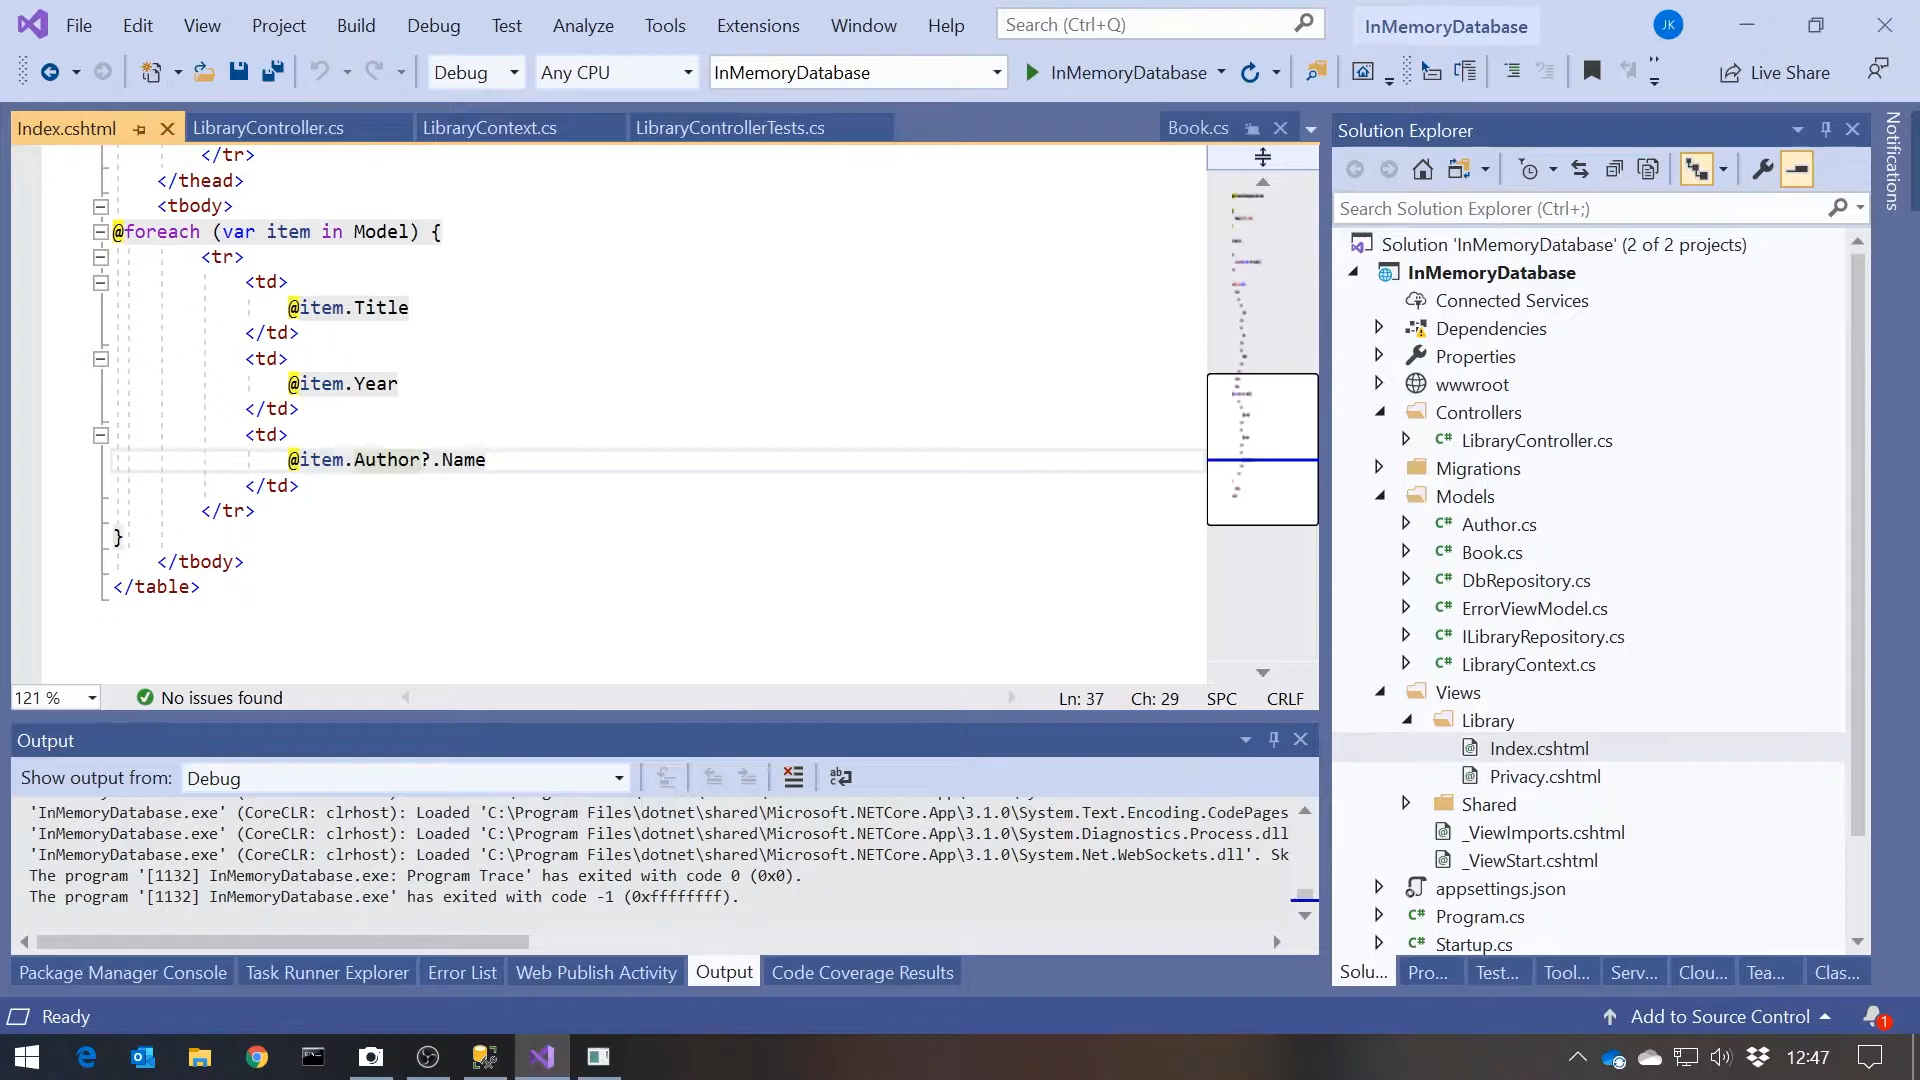 File Edit View Project Build Debug Test Analyze Tools Extensions Window Help Search (Ctrl+Q) InMemoryDatabase JK
Debug Any CPU InMemoryDatabase InMemoryDatabase Live Share
Index.cshtml LibraryController.cs LibraryContext.cs LibraryControllerTests.cs Book.cs
</tr>
</thead>
<tbody>
@foreach (var item in Model) {
<tr>
<td>
@item.Title
</td>
<td>
@item.Year
</td>
<td>
@item.Author?.Name
</td>
</tr>
}
</tbody>
</table>
121 % No issues found Ln: 37 Ch: 29 SPC CRLF
Output
Show output from: Debug
'InMemoryDatabase.exe' (CoreCLR: clrhost): Loaded 'C:\Program Files\dotnet\shared\Microsoft.NETCore.App\3.1.0\System.Text.Encoding.CodePages
'InMemoryDatabase.exe' (CoreCLR: clrhost): Loaded 'C:\Program Files\dotnet\shared\Microsoft.NETCore.App\3.1.0\System.Diagnostics.Process.dll
'InMemoryDatabase.exe' (CoreCLR: clrhost): Loaded 'C:\Program Files\dotnet\shared\Microsoft.NETCore.App\3.1.0\System.Net.WebSockets.dll'. Sk
The program '[1132] InMemoryDatabase.exe: Program Trace' has exited with code 0 (0x0).
The program '[1132] InMemoryDatabase.exe' has exited with code -1 (0xffffffff).
Package Manager Console Task Runner Explorer Error List Web Publish Activity Output Code Coverage Results
Solution Explorer
Search Solution Explorer (Ctrl+;)
Solution 'InMemoryDatabase' (2 of 2 projects)
InMemoryDatabase
Connected Services
Dependencies
Properties
wwwroot
Controllers
C# LibraryController.cs
Migrations
Models
C# Author.cs
C# Book.cs
C# DbRepository.cs
C# ErrorViewModel.cs
C# ILibraryRepository.cs
C# LibraryContext.cs
Views
Library
Index.cshtml
Privacy.cshtml
Shared
_ViewImports.cshtml
_ViewStart.cshtml
appsettings.json
C# Program.cs
C# Startup.cs
Solu... Pro... Test... Tool... Serv... Clou... Tea... Clas...
Notifications
Ready Add to Source Control 1
12:47